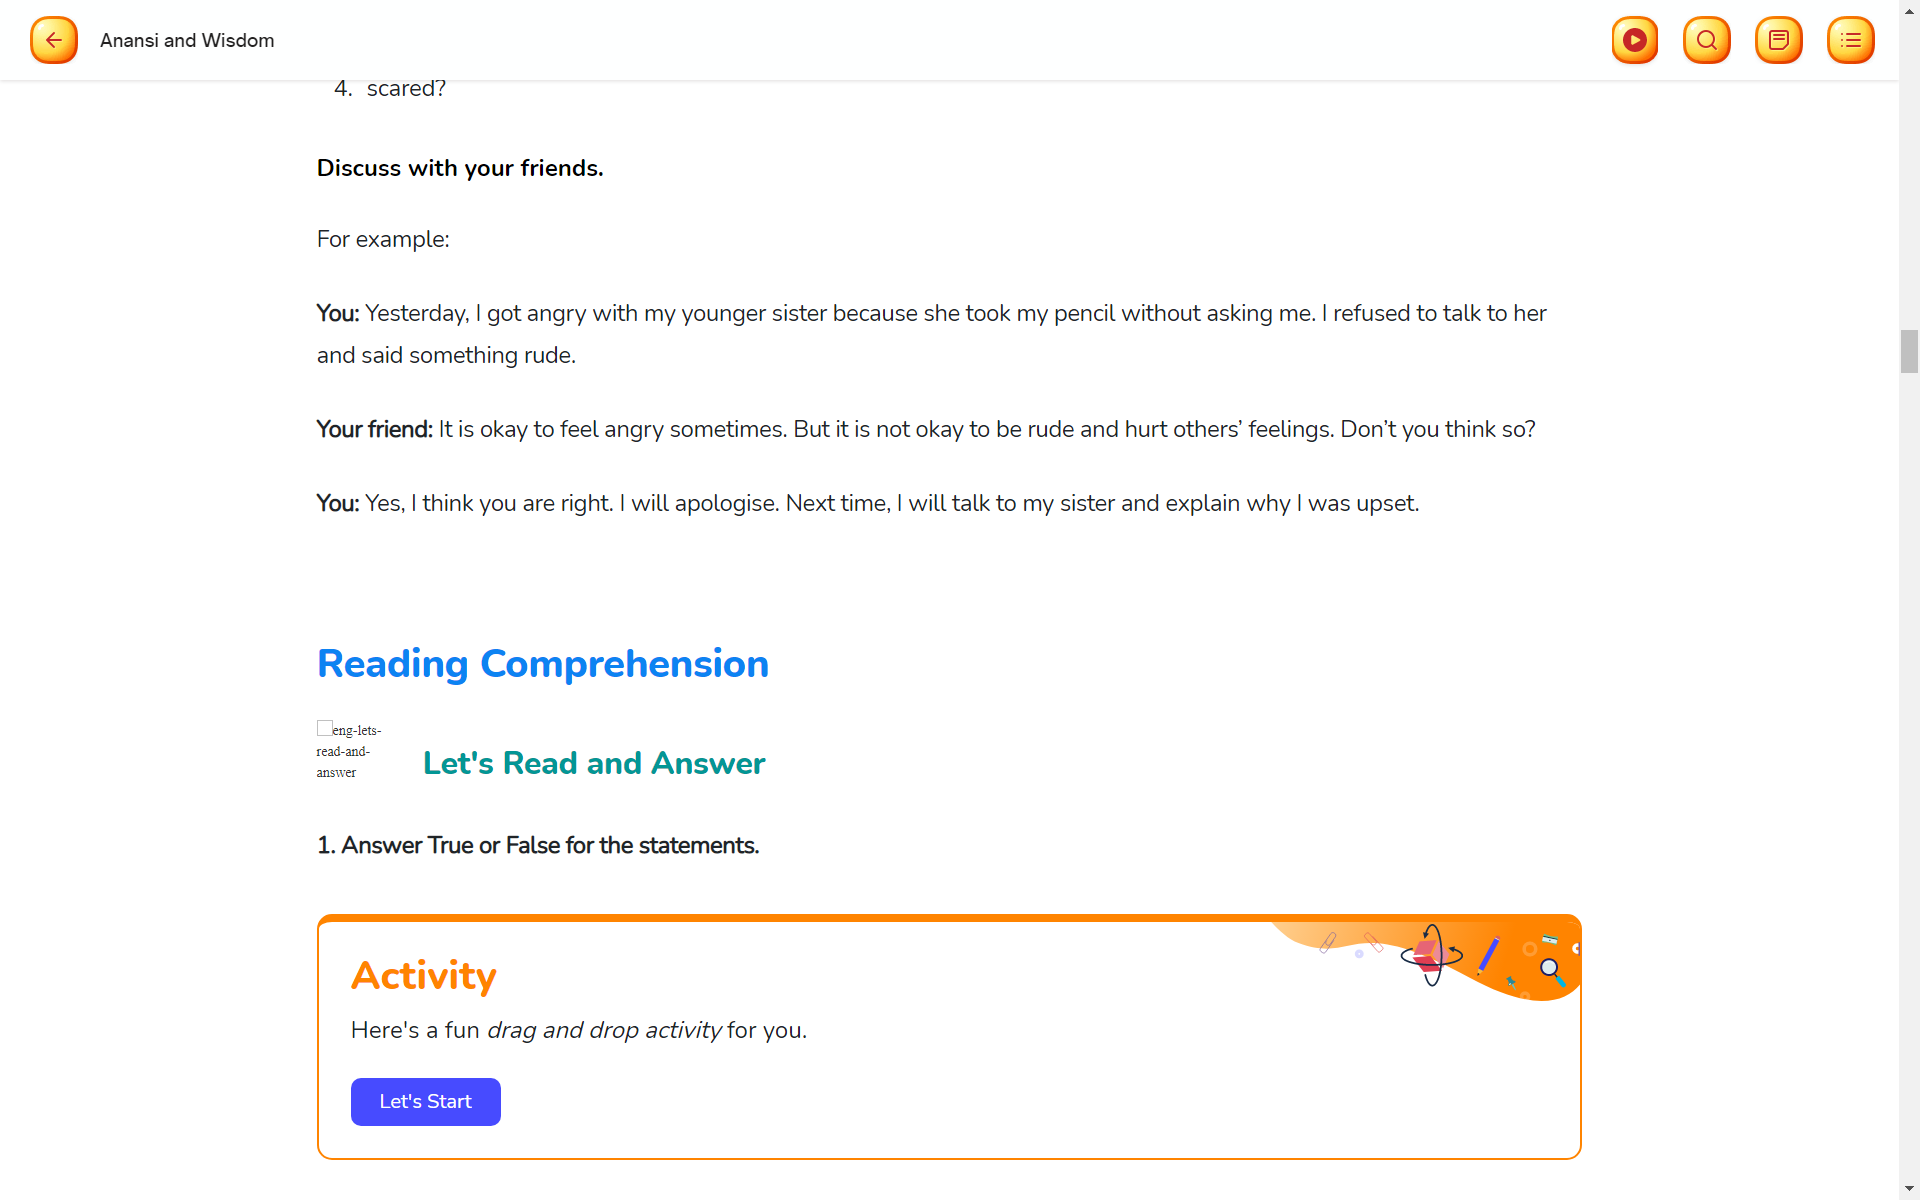 Anansi and Wisdom
4. scared?
Discuss with your friends.
For example:
You: Yesterday, I got angry with my younger sister because she took my pencil without asking me. I refused to talk to her
and said something rude.
Your friend: It is okay to feel angry sometimes. But it is not okay to be rude and hurt others’ feelings. Don’t you think so?
You: Yes, I think you are right. I will apologise. Next time, I will talk to my sister and explain why I was upset.
Reading Comprehension
eng-lets-
read-and-
answer
Let's Read and Answer
1. Answer True or False for the statements.
Activity
Here's a fun drag and drop activity for you.
Let's Start